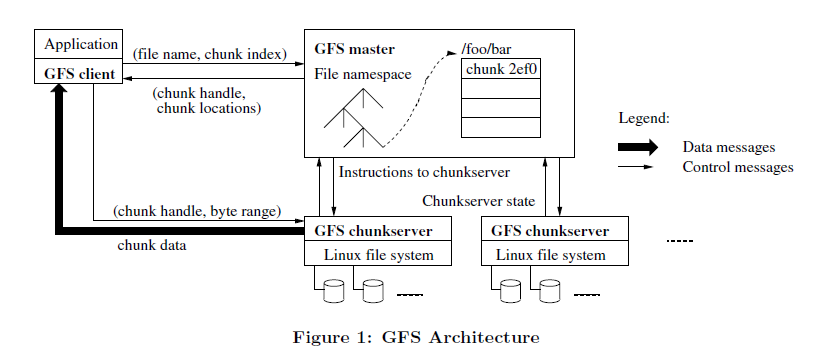 Application
GFS client
(file name, chunk index)
(chunk handle,
chunk locations)
GFS master
File namespace
/foo/bar
chunk 2ef0
Legend:
Data messages
Control messages
Instructions to chunkserver
Chunkserver state
(chunk handle, byte range)
chunk data
GFS chunkserver
Linux file system
GFS chunkserver
Linux file system
Figure 1: GFS Architecture